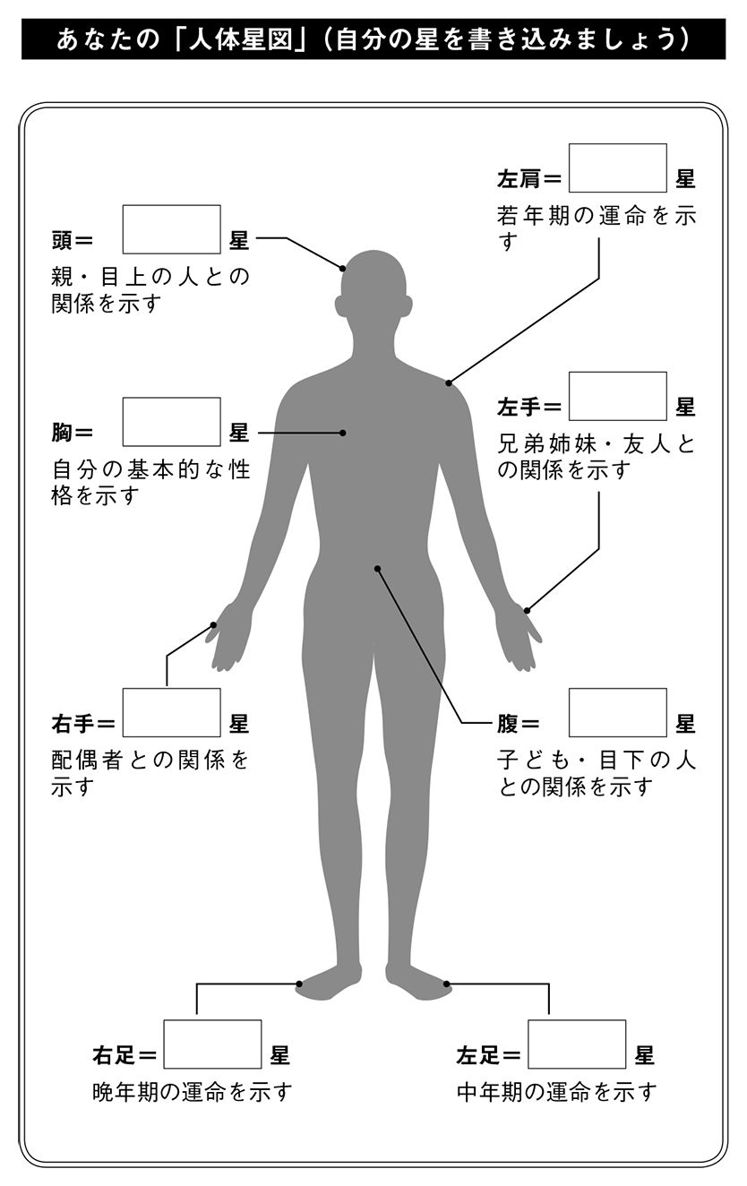 あなたの「人体星図」（自分の星を書き込みましょう）
左肩＝ 星
若年期の運命を示
す
頭＝ 星
親・目上の人との
関係を示す
左手＝ 星
兄弟姉妹・友人と
の関係を示す
胸＝ 星
自分の基本的な性
格を示す
右手＝ 星
配偶者との関係を
示す
腹＝ 星
子ども・目下の人
との関係を示す
右足＝ 星
晩年期の運命を示す
左足＝ 星
中年期の運命を示す